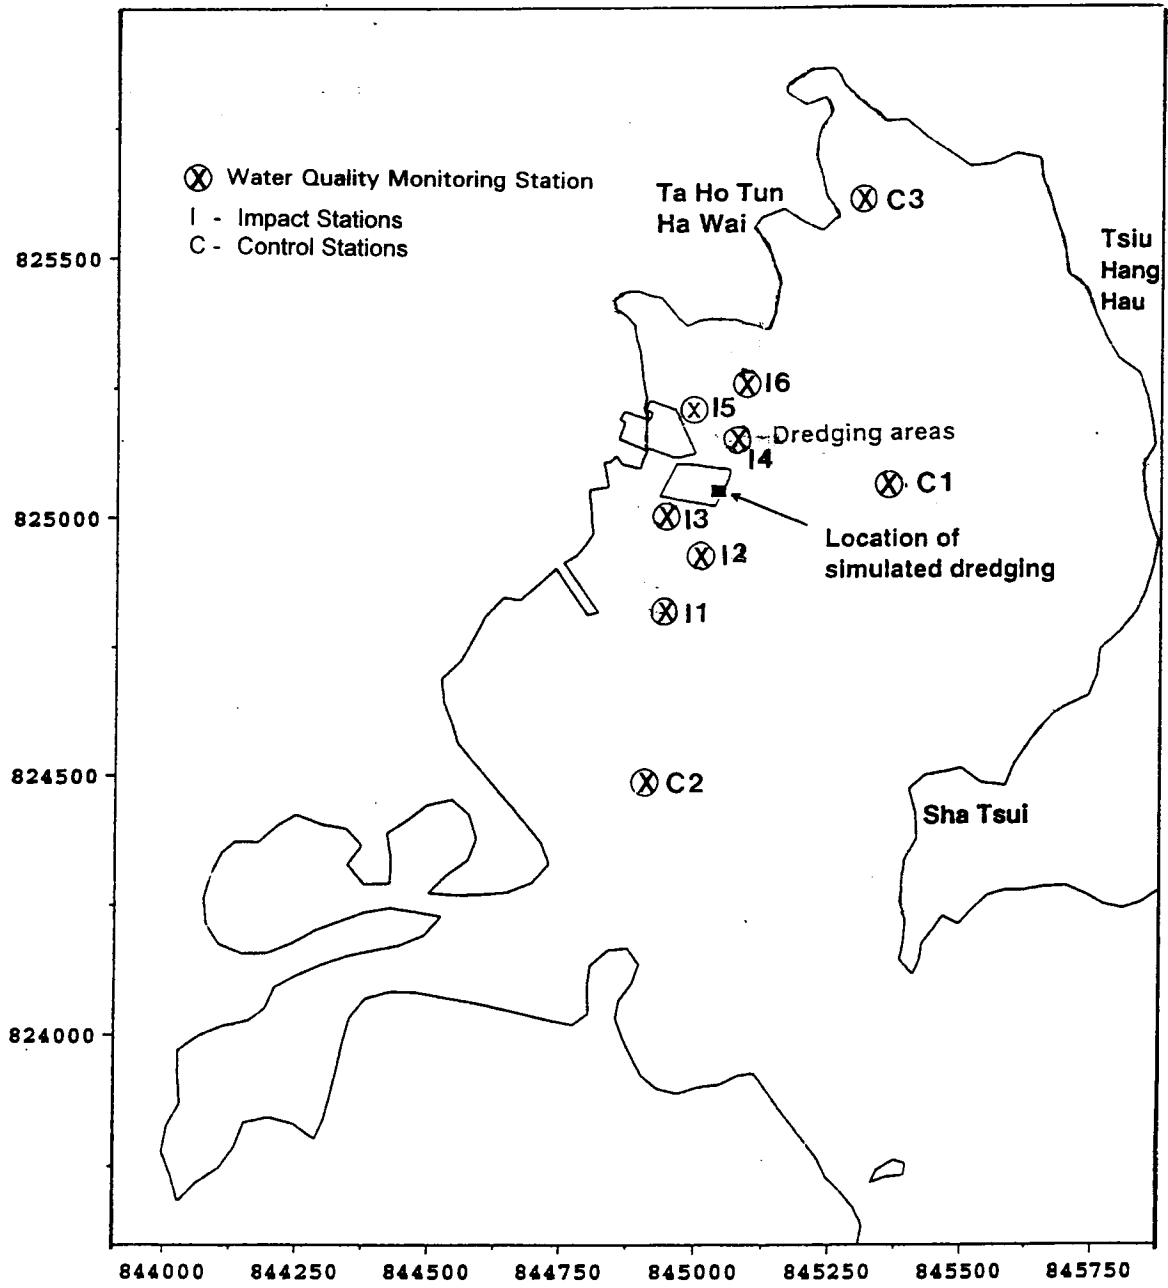 Water Quality Monitoring Station
I - Impact Stations
C - Control Stations
Ta Ho Tun
Ha Wai
C3
Tsiu
Hang
Hau
825500
I6
I5
Dredging areas
I4
C1
825000
I3
Location of
simulated dredging
I2
I1
824500
C2
Sha Tsui
824000
844000 844250 844500 844750 845000 845250 845500 845750